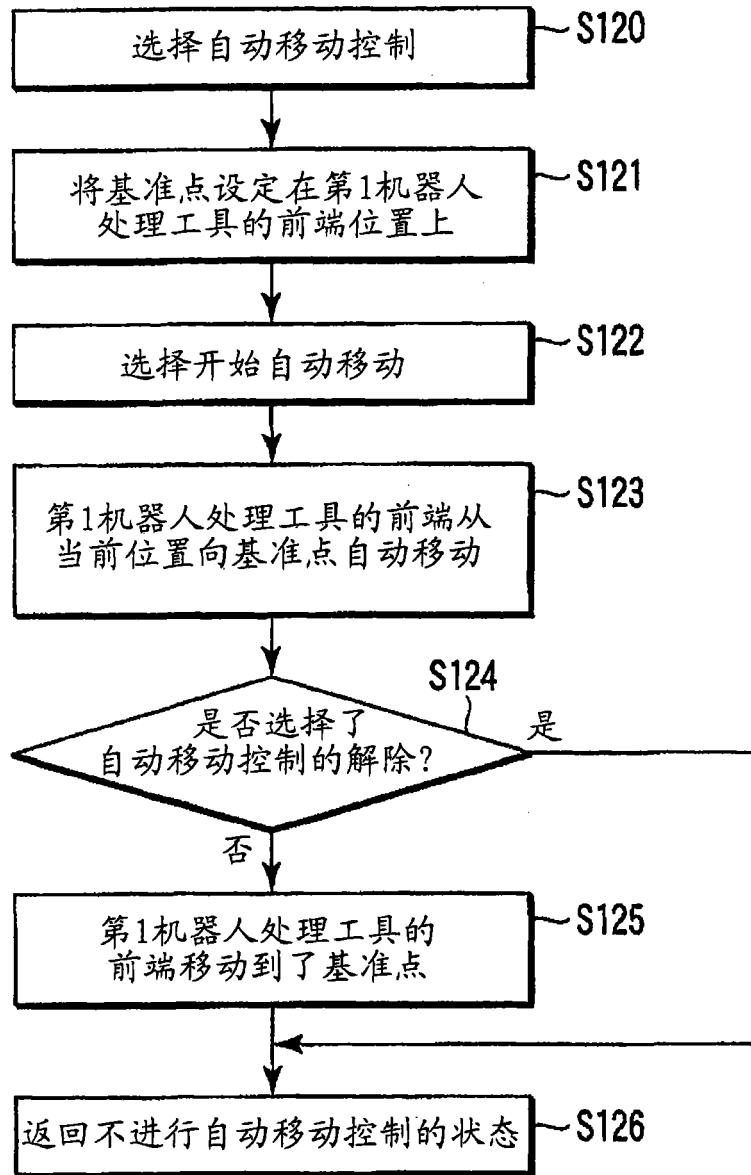 选择自动移动控制
S120
将基准点设定在第1机器人
处理工具的前端位置上
S121
选择开始自动移动
S122
第1机器人处理工具的前端从
当前位置向基准点自动移动
S123
S124
是否选择了
自动移动控制的解除?
是
否
第1机器人处理工具的
前端移动到了基准点
S125
返回不进行自动移动控制的状态
S126